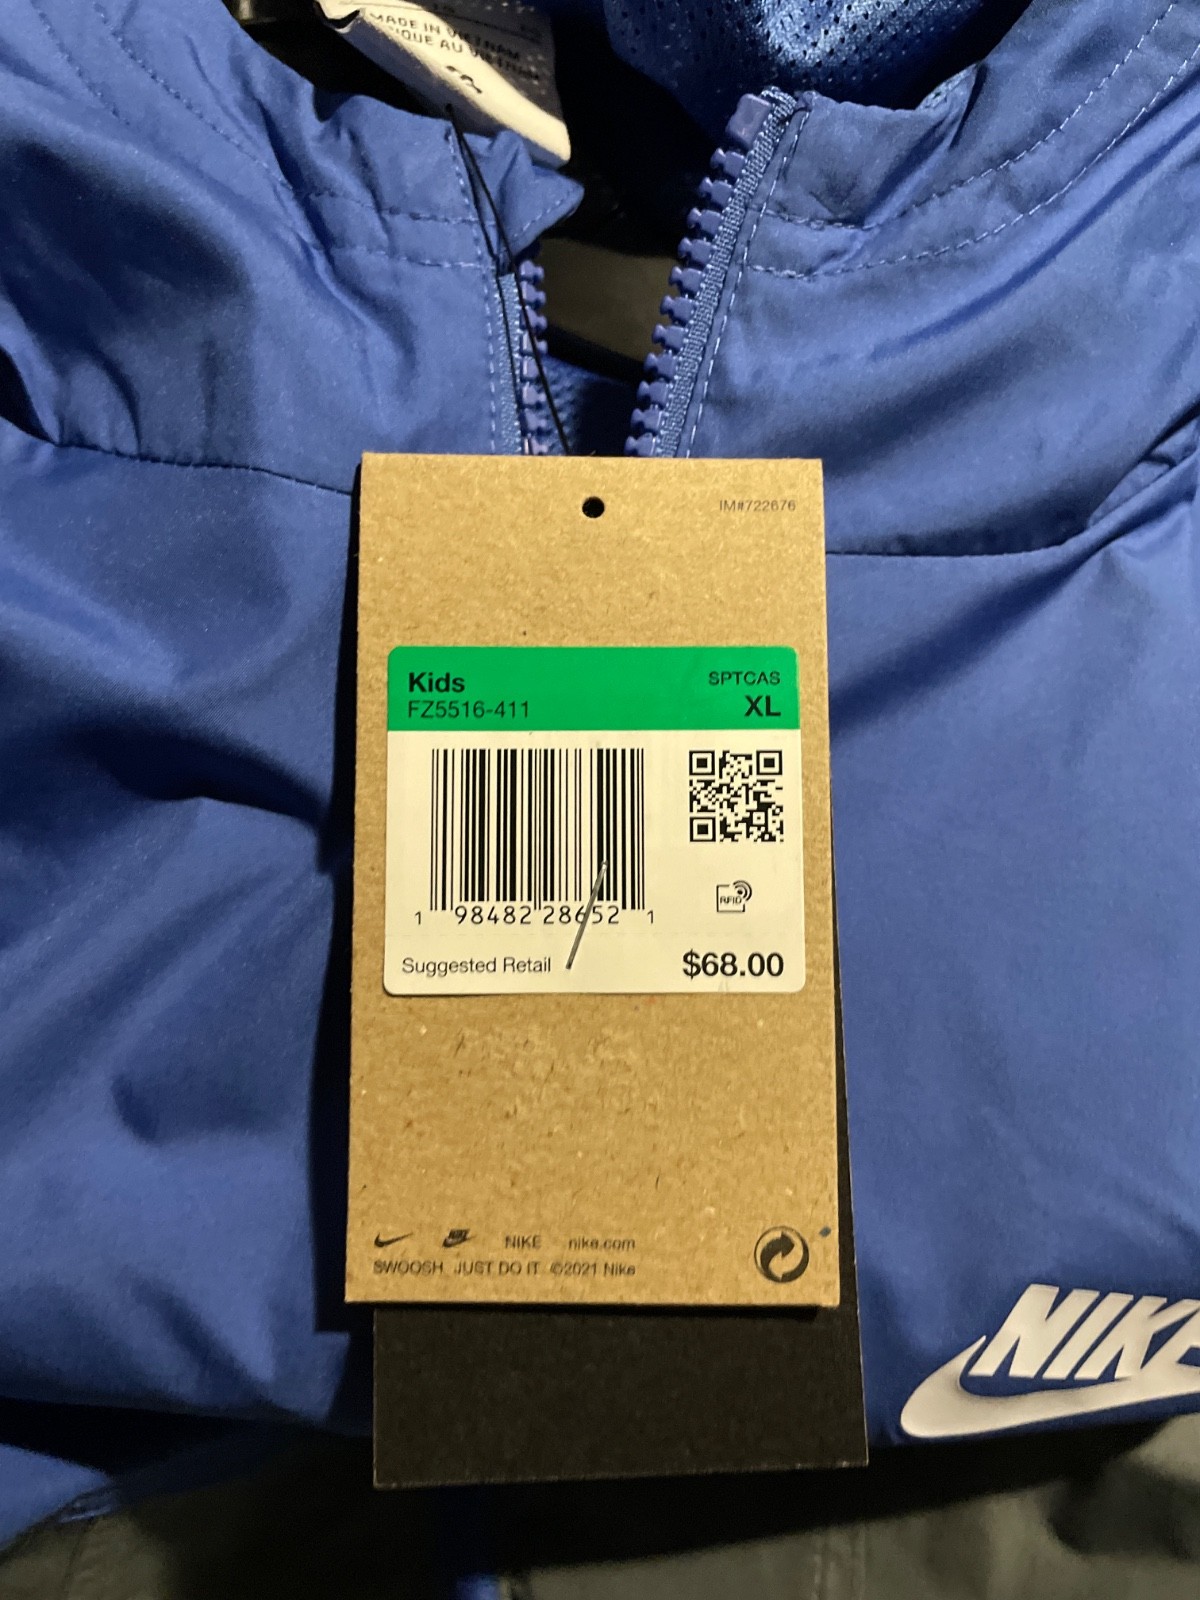 MADE IN VIETNAM
IM#722676
Kids
SPTCAS
FZ5516-411
XL
RFID
1 98482 28652 1
Suggested Retail
$68.00
NIKE nike.com
SWOOSH JUST DO IT ©2021 Nike
NIKE